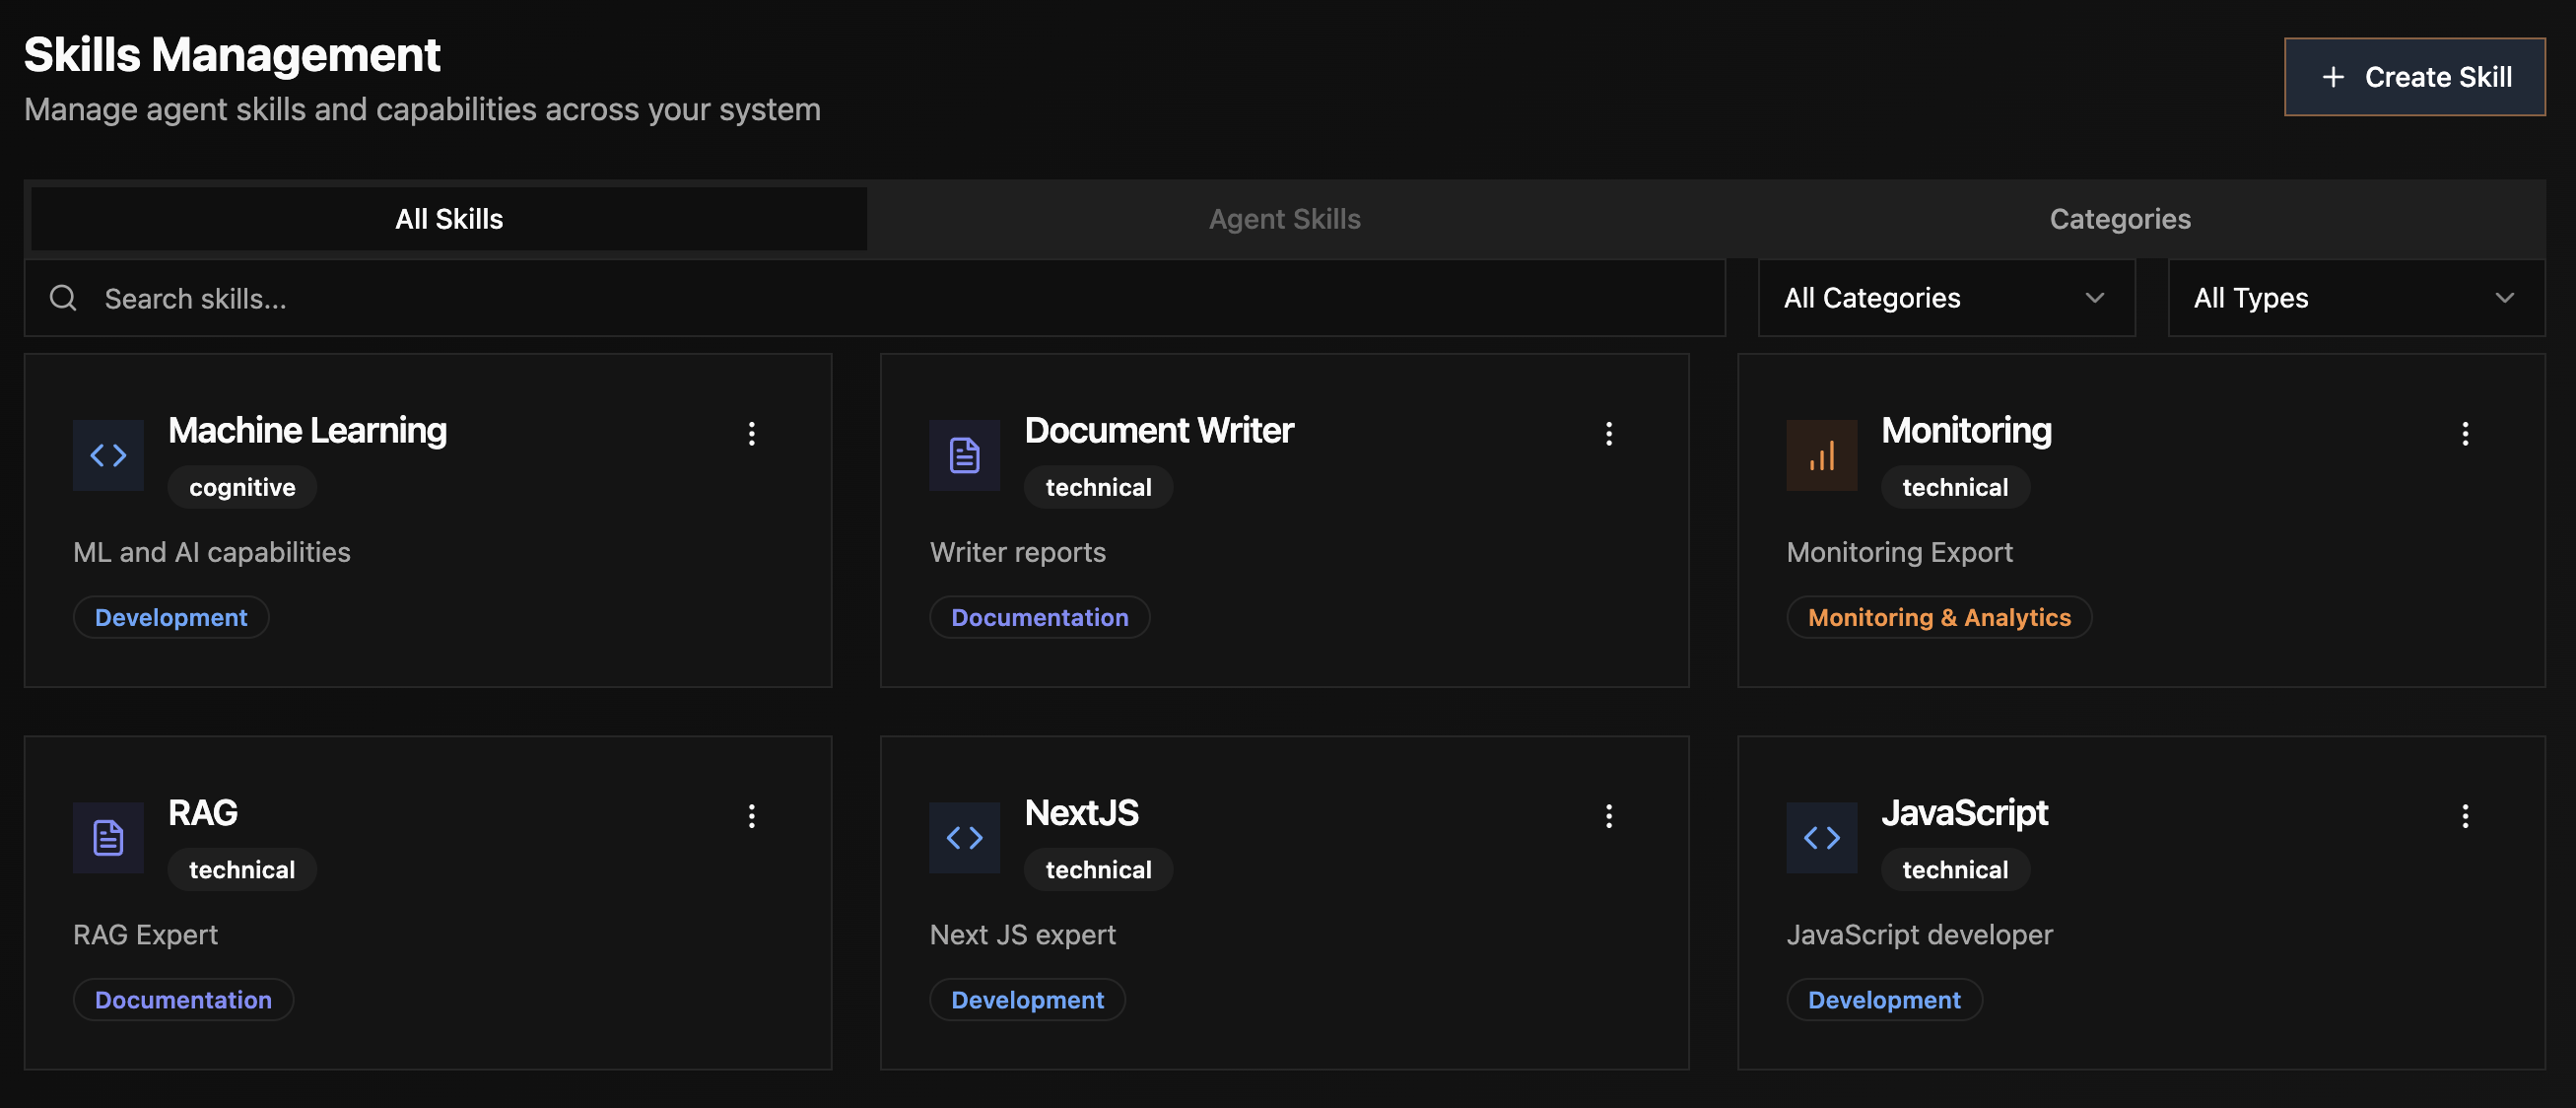 Skills Management
Manage agent skills and capabilities across your system
Create Skill
All Skills
Agent Skills
Categories
Search skills...
All Categories
All Types
Machine Learning
cognitive
ML and AI capabilities
Development
Document Writer
technical
Writer reports
Documentation
Monitoring
technical
Monitoring Export
Monitoring & Analytics
RAG
technical
RAG Expert
Documentation
NextJS
technical
Next JS expert
Development
JavaScript
technical
JavaScript developer
Development